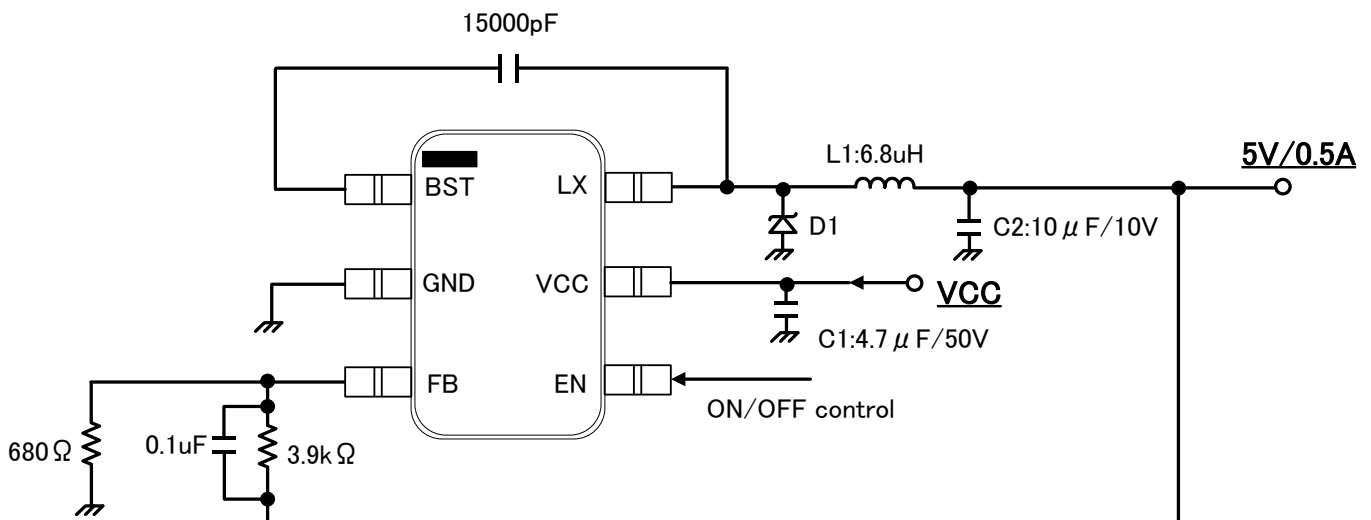 15000pF
L1:6.8uH
5V/0.5A
BST
LX
D1
C2:10μF/10V
GND
VCC
VCC
C1:4.7μF/50V
FB
EN
ON/OFF control
680Ω
0.1uF
3.9kΩ